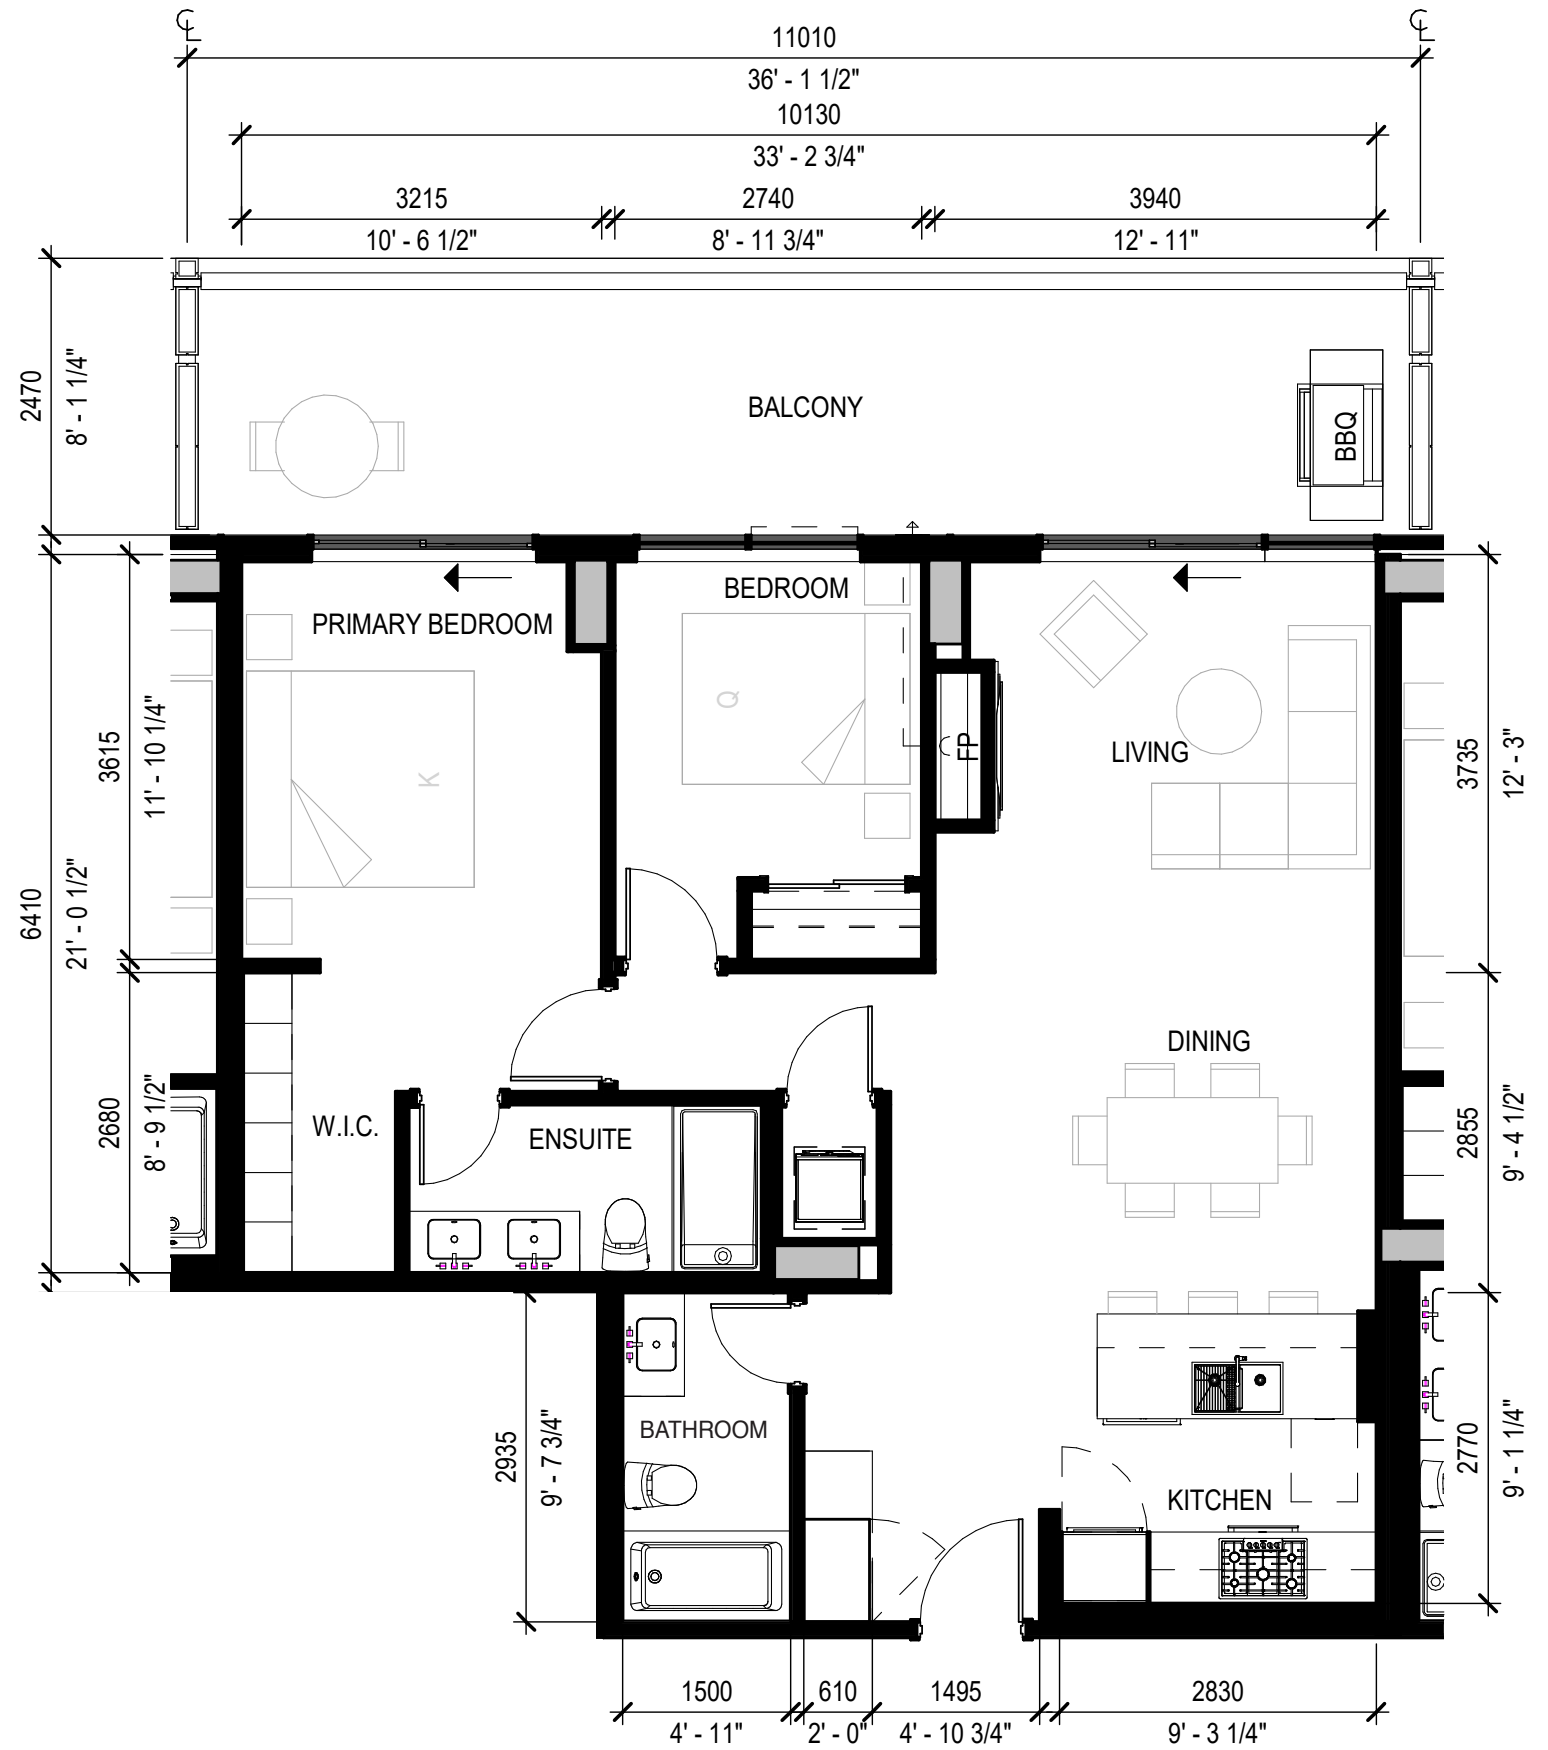 ℄
℄
11010
36' - 1 1/2"
10130
33' - 2 3/4"
3215
2740
3940
10' - 6 1/2"
8' - 11 3/4"
12' - 11"
2470
8' - 1 1/4"
BALCONY
BBQ
BEDROOM
PRIMARY BEDROOM
Q
K
FP
LIVING
3615
11' - 10 1/4"
3735
12' - 3"
6410
21' - 0 1/2"
DINING
2680
8' - 9 1/2"
W.I.C.
ENSUITE
2855
9' - 4 1/2"
2935
9' - 7 3/4"
BATHROOM
KITCHEN
2770
9' - 1 1/4"
1500
610
1495
2830
4' - 11"
2' - 0"
4' - 10 3/4"
9' - 3 1/4"